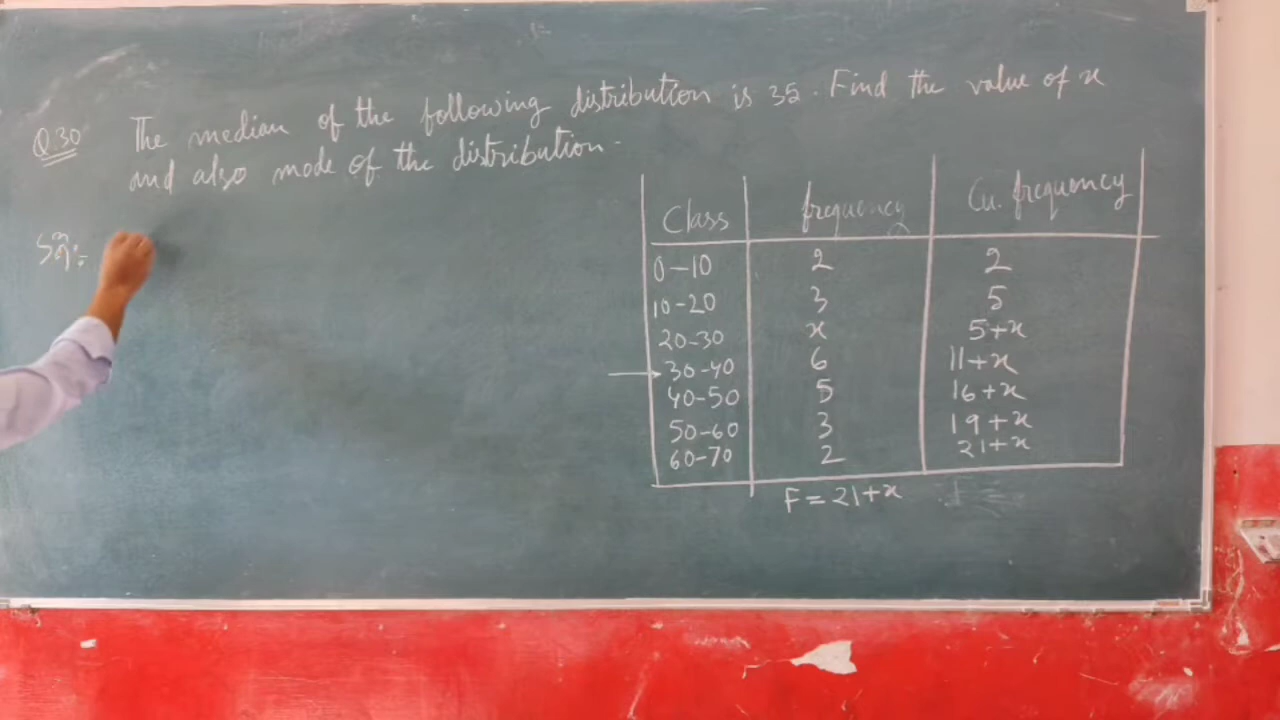 Q.30 The median of the following distribution is 35. Find the value of x
and also mode of the distribution.
Class frequency Cu. frequency
Soln:-
0-10 2 2
10-20 3 5
20-30 x 5+x
30-40 6 11+x
40-50 5 16+x
50-60 3 19+x
60-70 2 21+x
F = 21+x